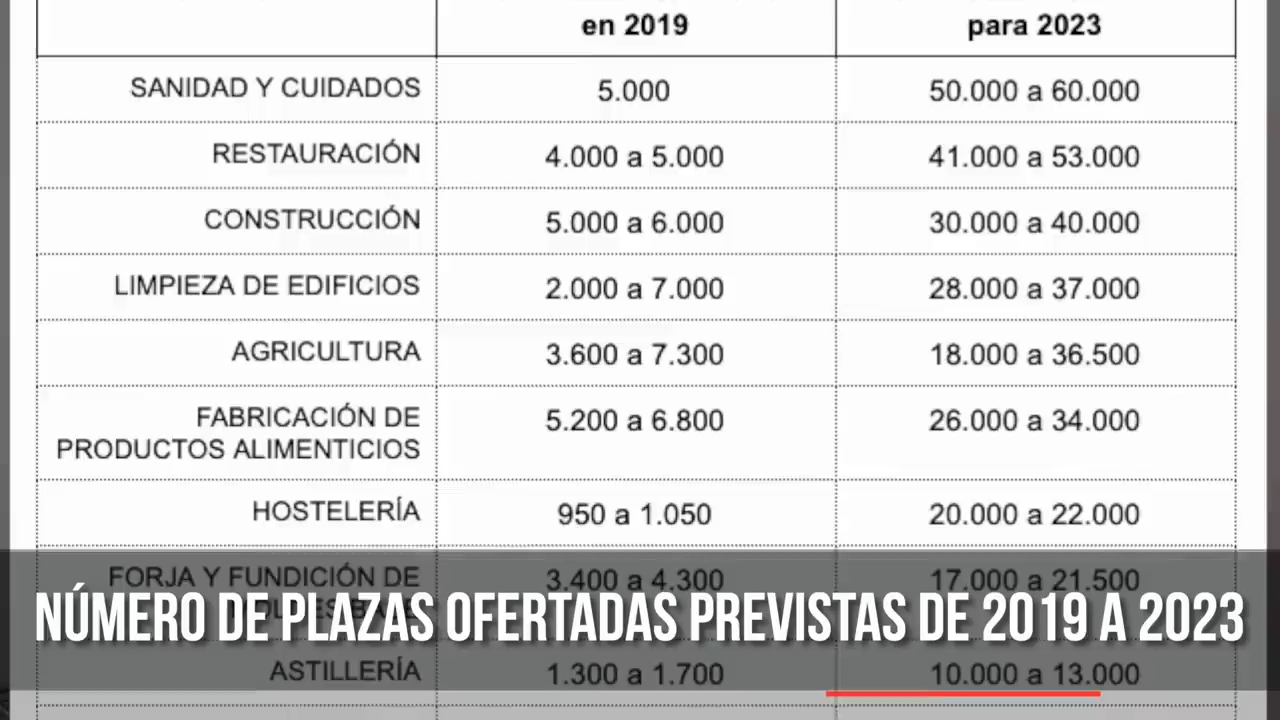 en 2019 para 2023
SANIDAD Y CUIDADOS 5.000 50.000 a 60.000
RESTAURACIÓN 4.000 a 5.000 41.000 a 53.000
CONSTRUCCIÓN 5.000 a 6.000 30.000 a 40.000
LIMPIEZA DE EDIFICIOS 2.000 a 7.000 28.000 a 37.000
AGRICULTURA 3.600 a 7.300 18.000 a 36.500
FABRICACIÓN DE 5.200 a 6.800 26.000 a 34.000
PRODUCTOS ALIMENTICIOS
HOSTELERÍA 950 a 1.050 20.000 a 22.000
FORJA Y FUNDICIÓN DE 3.400 a 4.300 17.000 a 21.500
NÚMERO DE PLAZAS OFERTADAS PREVISTAS DE 2019 A 2023
ASTILLERÍA 1.300 a 1.700 10.000 a 13.000